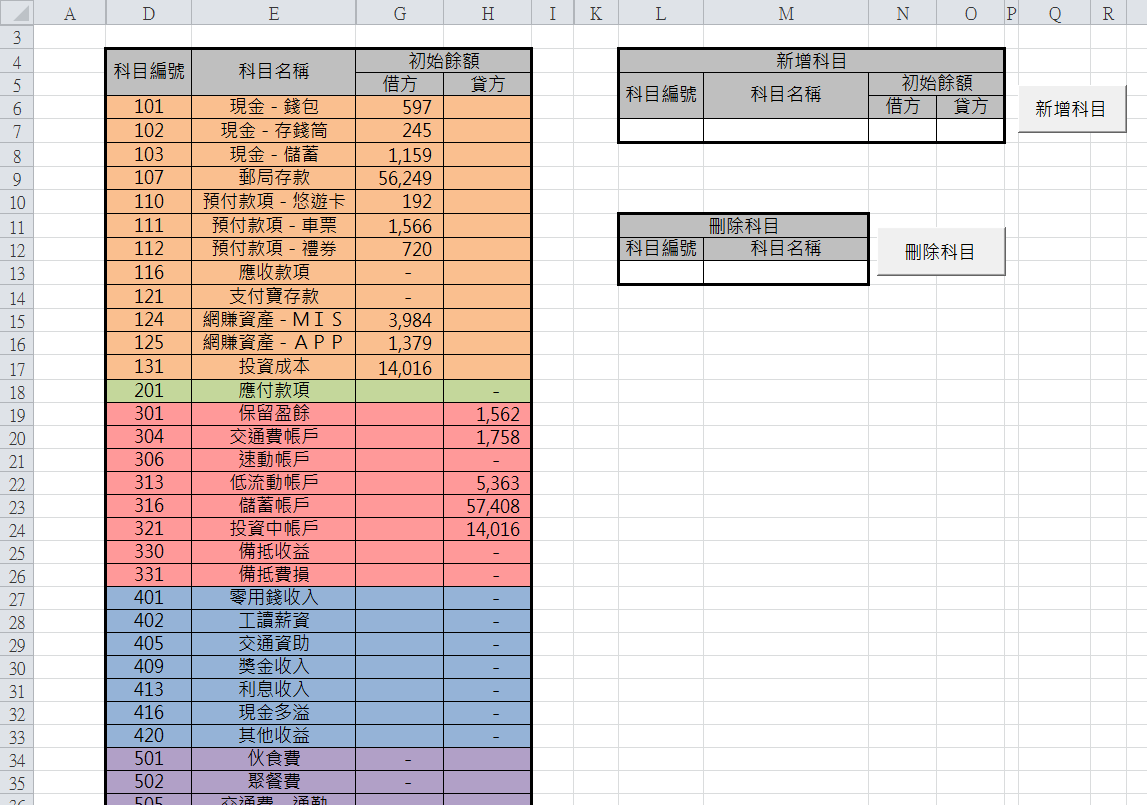 A D E G H I K L M N O P Q R
3
4 科目編號 科目名稱 初始餘額 新增科目
5 借方 貸方 科目編號 科目名稱 初始餘額
6 101 現金－錢包 597 借方 貸方 新增科目
7 102 現金－存錢筒 245
8 103 現金－儲蓄 1,159
9 107 郵局存款 56,249
10 110 預付款項－悠遊卡 192
11 111 預付款項－車票 1,566 刪除科目
12 112 預付款項－禮券 720 科目編號 科目名稱 刪除科目
13 116 應收款項 -
14 121 支付寶存款 -
15 124 網賺資產－ＭＩＳ 3,984
16 125 網賺資產－ＡＰＰ 1,379
17 131 投資成本 14,016
18 201 應付款項 -
19 301 保留盈餘 1,562
20 304 交通費帳戶 1,758
21 306 速動帳戶 -
22 313 低流動帳戶 5,363
23 316 儲蓄帳戶 57,408
24 321 投資中帳戶 14,016
25 330 備抵收益 -
26 331 備抵費損 -
27 401 零用錢收入 -
28 402 工讀薪資 -
29 405 交通資助 -
30 409 獎金收入 -
31 413 利息收入 -
32 416 現金多溢 -
33 420 其他收益 -
34 501 伙食費 -
35 502 聚餐費 -
36 505 交通費－通勤